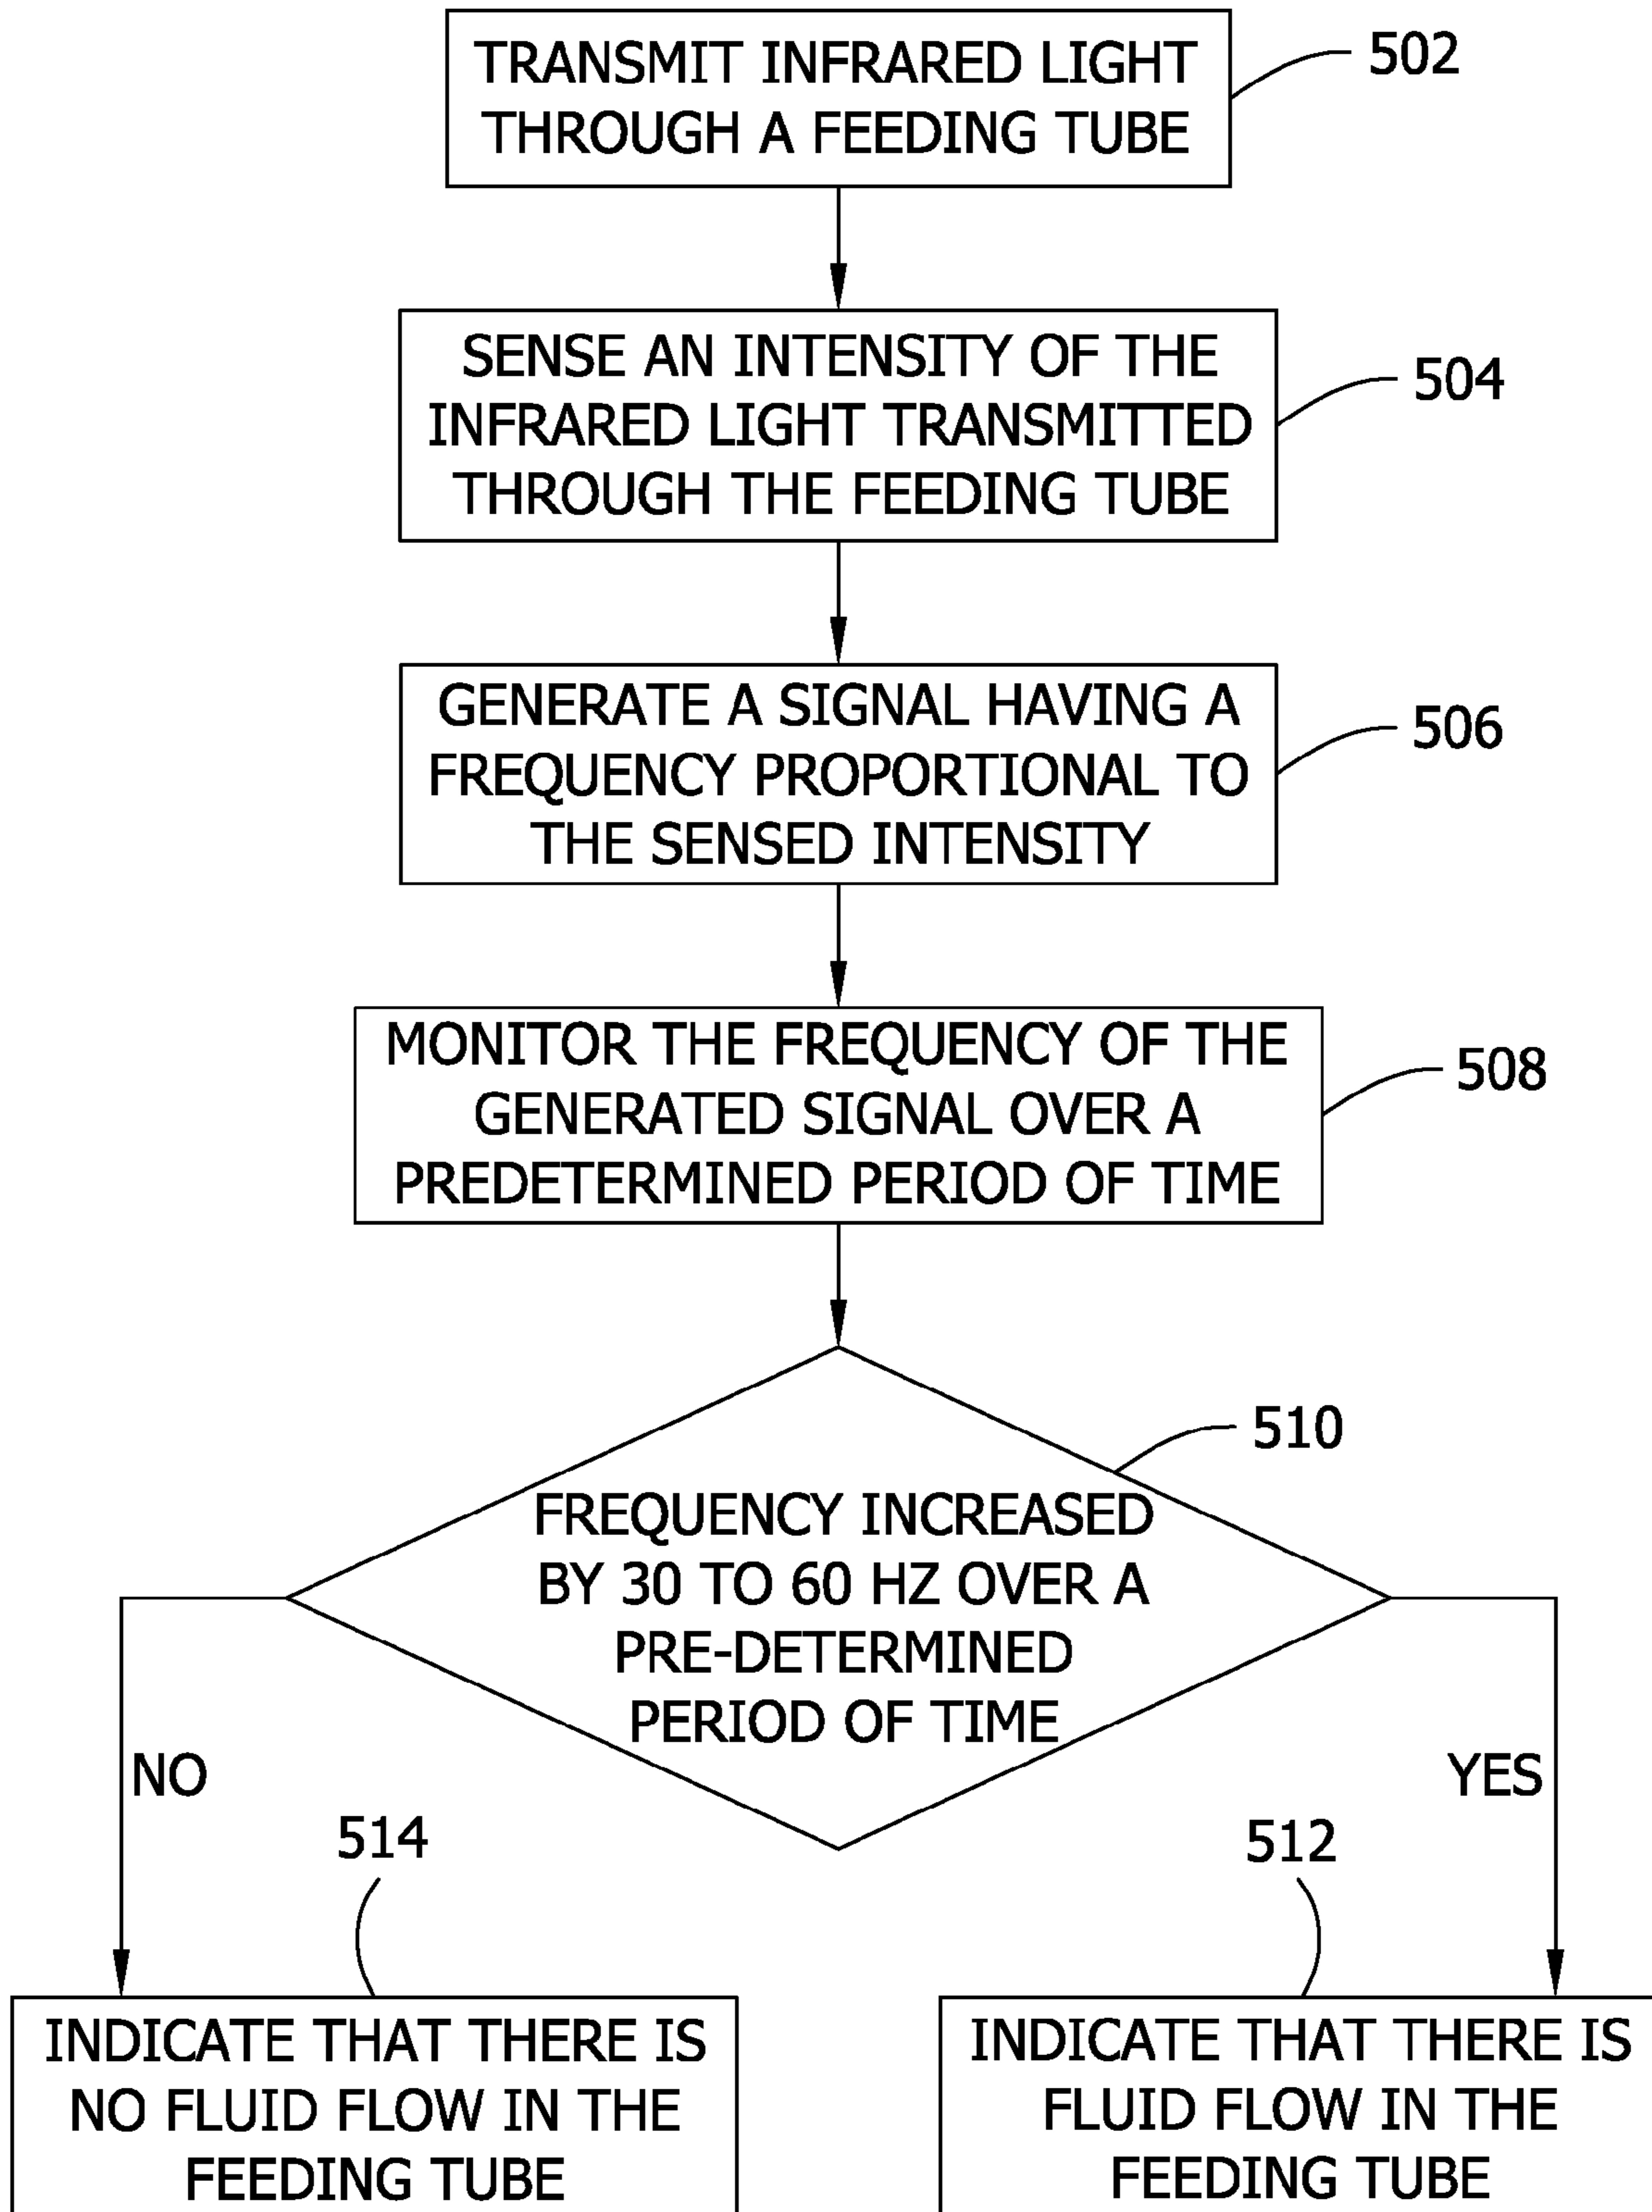 TRANSMIT INFRARED LIGHT
THROUGH A FEEDING TUBE
502
SENSE AN INTENSITY OF THE
INFRARED LIGHT TRANSMITTED
THROUGH THE FEEDING TUBE
504
GENERATE A SIGNAL HAVING A
FREQUENCY PROPORTIONAL TO
THE SENSED INTENSITY
506
MONITOR THE FREQUENCY OF THE
GENERATED SIGNAL OVER A
PREDETERMINED PERIOD OF TIME
508
510
FREQUENCY INCREASED
BY 30 TO 60 HZ OVER A
PRE-DETERMINED
PERIOD OF TIME
NO
YES
514
512
INDICATE THAT THERE IS
NO FLUID FLOW IN THE
FEEDING TUBE
INDICATE THAT THERE IS
FLUID FLOW IN THE
FEEDING TUBE